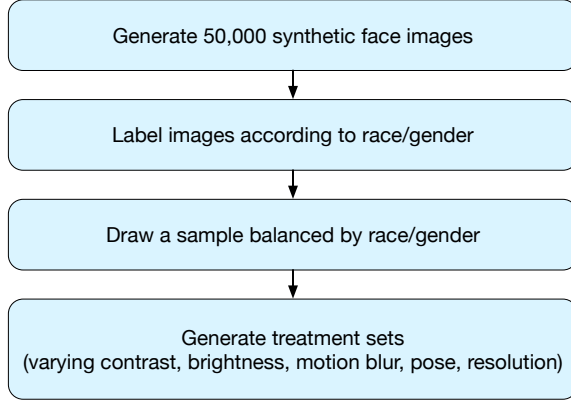 Generate 50,000 synthetic face images
Label images according to race/gender
Draw a sample balanced by race/gender
Generate treatment sets
(varying contrast, brightness, motion blur, pose, resolution)